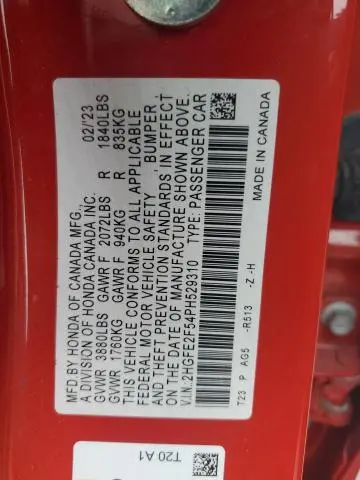 MFD.BY HONDA OF CANADA MFG., 02/'23
A DIVISION OF HONDA CANADA INC.
GVWR 3880LBS GAWR F 2072LBS R 1840LBS
GVWR 1760KG GAWR F 940KG R 835KG
THIS VEHICLE CONFORMS TO ALL APPLICABLE
FEDERAL MOTOR VEHICLE SAFETY, BUMPER,
AND THEFT PREVENTION STANDARDS IN EFFECT
ON THE DATE OF MANUFACTURE SHOWN ABOVE.
V.I.N: 2HGFE2F54PH529310 TYPE: PASSENGER CAR
T23 P AG5 -R513 -Z -H MADE IN CANADA
T20 A1